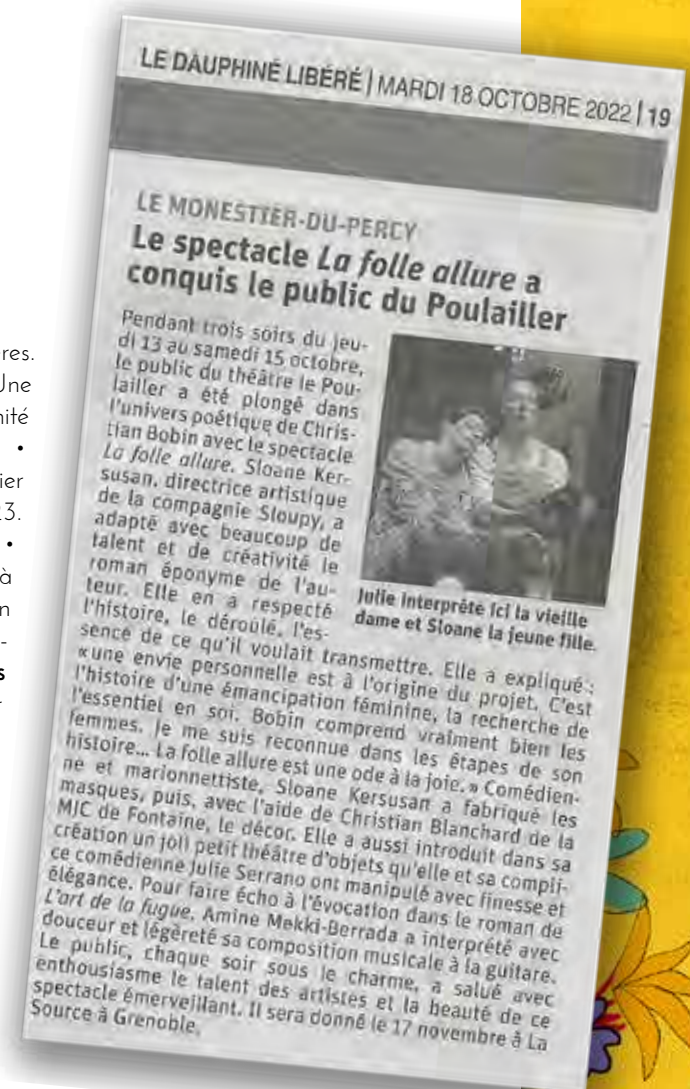 LE DAUPHINÉ LIBÉRÉ | MARDI 18 OCTOBRE 2022 | 19
LE MONESTIER-DU-PERCY
Le spectacle La folle allure a
conquis le public du Poulailler
Pendant trois soirs du jeu-
di 13 au samedi 15 octobre,
le public du théâtre le Pou-
lailler a été plongé dans
l'univers poétique de Chris-
tian Bobin avec le spectacle
La folle allure. Sloane Ker-
susan, directrice artistique
de la compagnie Sloupy, a
adapté avec beaucoup de
talent et de créativité le
roman éponyme de l'au-
teur. Elle en a respecté
l'histoire, le déroulé, l'es-
sence de ce qu'il voulait transmettre. Elle a expliqué :
«une envie personnelle est à l'origine du projet. C'est
l'histoire d'une émancipation féminine, la recherche de
l'essentiel en soi. Bobin comprend vraiment bien les
femmes. Je me suis reconnue dans les étapes de son
histoire... La folle allure est une ode à la joie.» Comédien-
ne et marionnettiste, Sloane Kersusan a fabriqué les
masques, puis, avec l'aide de Christian Blanchard de la
MJC de Fontaine, le décor. Elle a aussi introduit dans sa
création un joli petit théâtre d'objets qu'elle et sa compli-
ce comédienne Julie Serrano ont manipulé avec finesse et
élégance. Pour faire écho à l'évocation dans le roman de
L'art de la fugue, Amine Mekki-Berrada a interprété avec
douceur et légèreté sa composition musicale à la guitare.
Le public, chaque soir sous le charme, a salué avec
enthousiasme le talent des artistes et la beauté de ce
spectacle émerveillant. Il sera donné le 17 novembre à La
Source à Grenoble.
Julie interprète ici la vieille
dame et Sloane la jeune fille.
res.
Une
nité
•
ier
23.
•
à
n
-
s